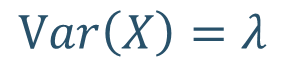 Var(X) = λ